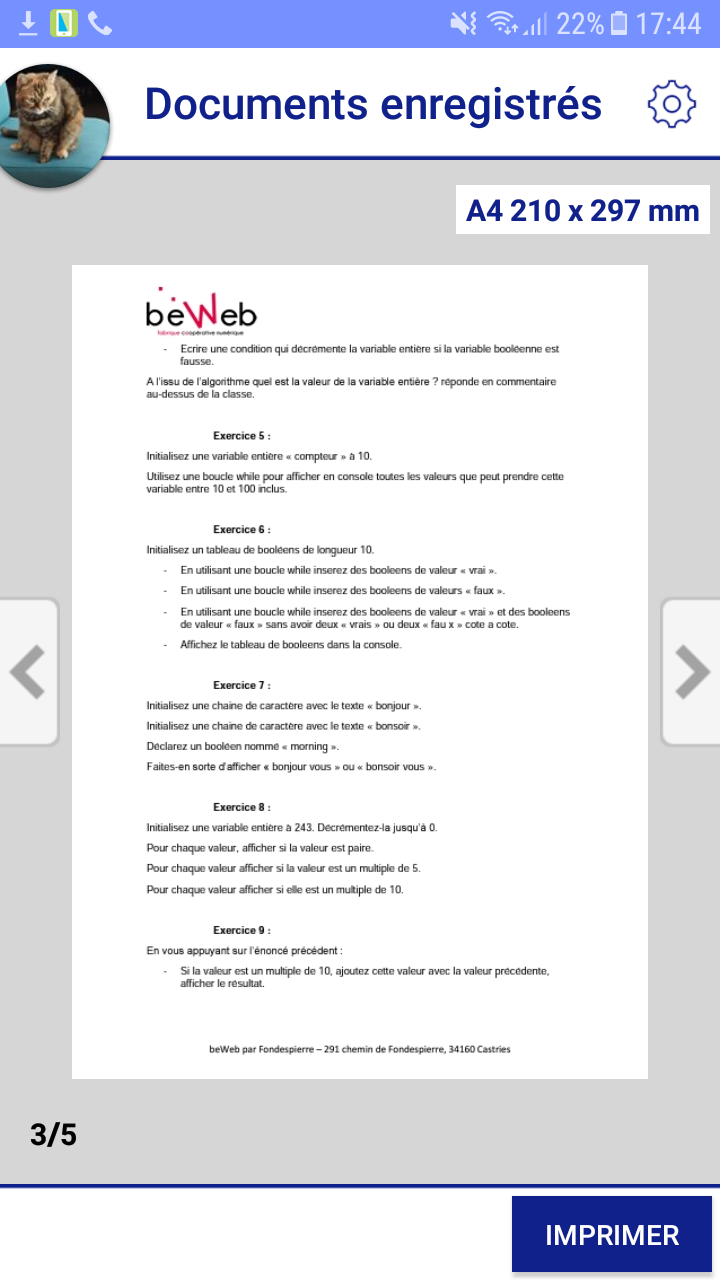 22% 17:44
Documents enregistrés
A4 210 x 297 mm
beWeb
fabrique coopérative numérique
- Ecrire une condition qui décrémente la variable entière si la variable booléenne est
fausse.
A l'issu de l'algorithme quel est la valeur de la variable entière ? réponde en commentaire
au-dessus de la classe.
Exercice 5 :
Initialisez une variable entière « compteur » à 10.
Utilisez une boucle while pour afficher en console toutes les valeurs que peut prendre cette
variable entre 10 et 100 inclus.
Exercice 6 :
Initialisez un tableau de booléens de longueur 10.
- En utilisant une boucle while inserez des booleens de valeur « vrai ».
- En utilisant une boucle while inserez des booleens de valeurs « faux ».
- En utilisant une boucle while inserez des booleens de valeur « vrai » et des booleens
de valeur « faux » sans avoir deux « vrais » ou deux « fau x » cote a cote.
- Affichez le tableau de booleens dans la console.
Exercice 7 :
Initialisez une chaine de caractère avec le texte « bonjour ».
Initialisez une chaine de caractère avec le texte « bonsoir ».
Déclarez un booléen nommé « morning ».
Faites-en sorte d'afficher « bonjour vous » ou « bonsoir vous ».
Exercice 8 :
Initialisez une variable entière à 243. Décrémentez-la jusqu'à 0.
Pour chaque valeur, afficher si la valeur est paire.
Pour chaque valeur afficher si la valeur est un multiple de 5.
Pour chaque valeur afficher si elle est un multiple de 10.
Exercice 9 :
En vous appuyant sur l'énoncé précédent :
- Si la valeur est un multiple de 10, ajoutez cette valeur avec la valeur précédente,
afficher le résultat.
beWeb par Fondespierre – 291 chemin de Fondespierre, 34160 Castries
3/5
IMPRIMER